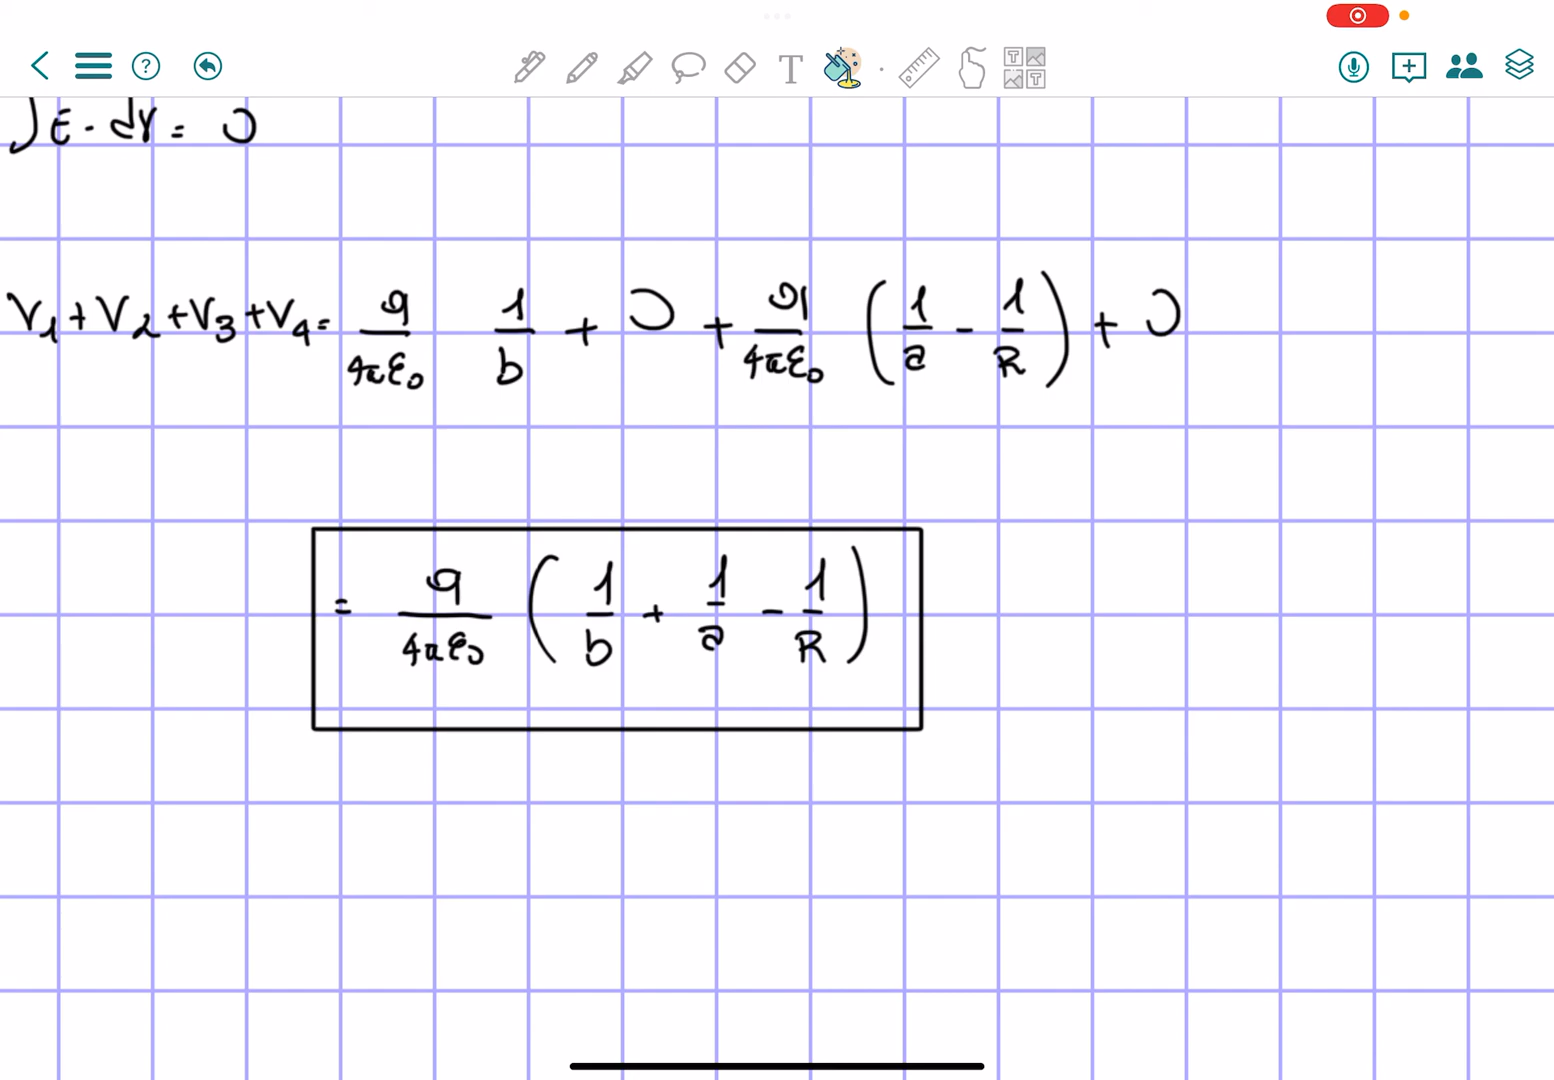 ∫E · dr = 0
V₁ + V₂ + V₃ + V₄ = q/4πε₀ 1/b + 0 + q/4πε₀ (1/a - 1/R) + 0
= q/4πε₀ (1/b + 1/a - 1/R)